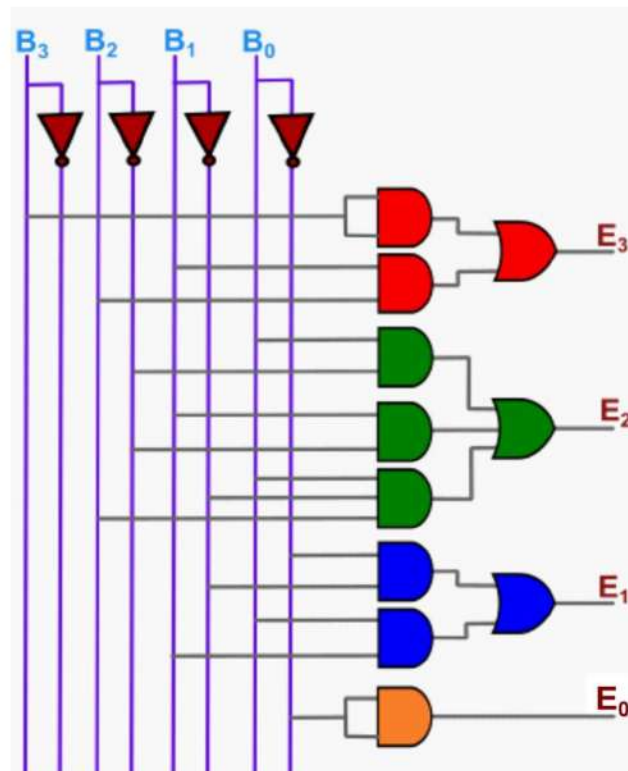 B₃ B₂ B₁ B₀
E₃
E₂
E₁
E₀